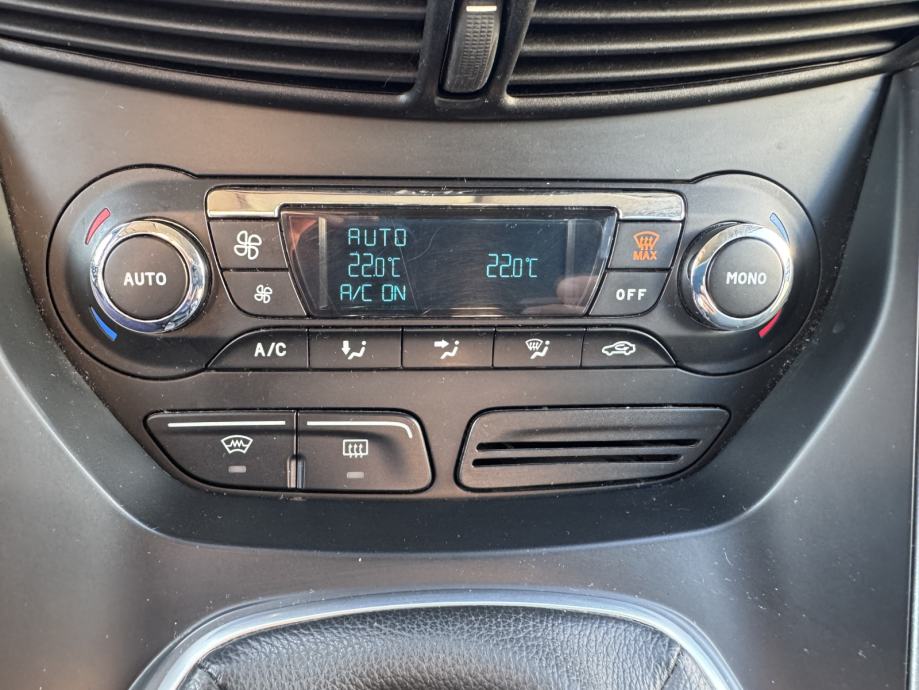 AUTO
22.0°C 22.0°C
A/C ON
AUTO
MAX
OFF
MONO
A/C